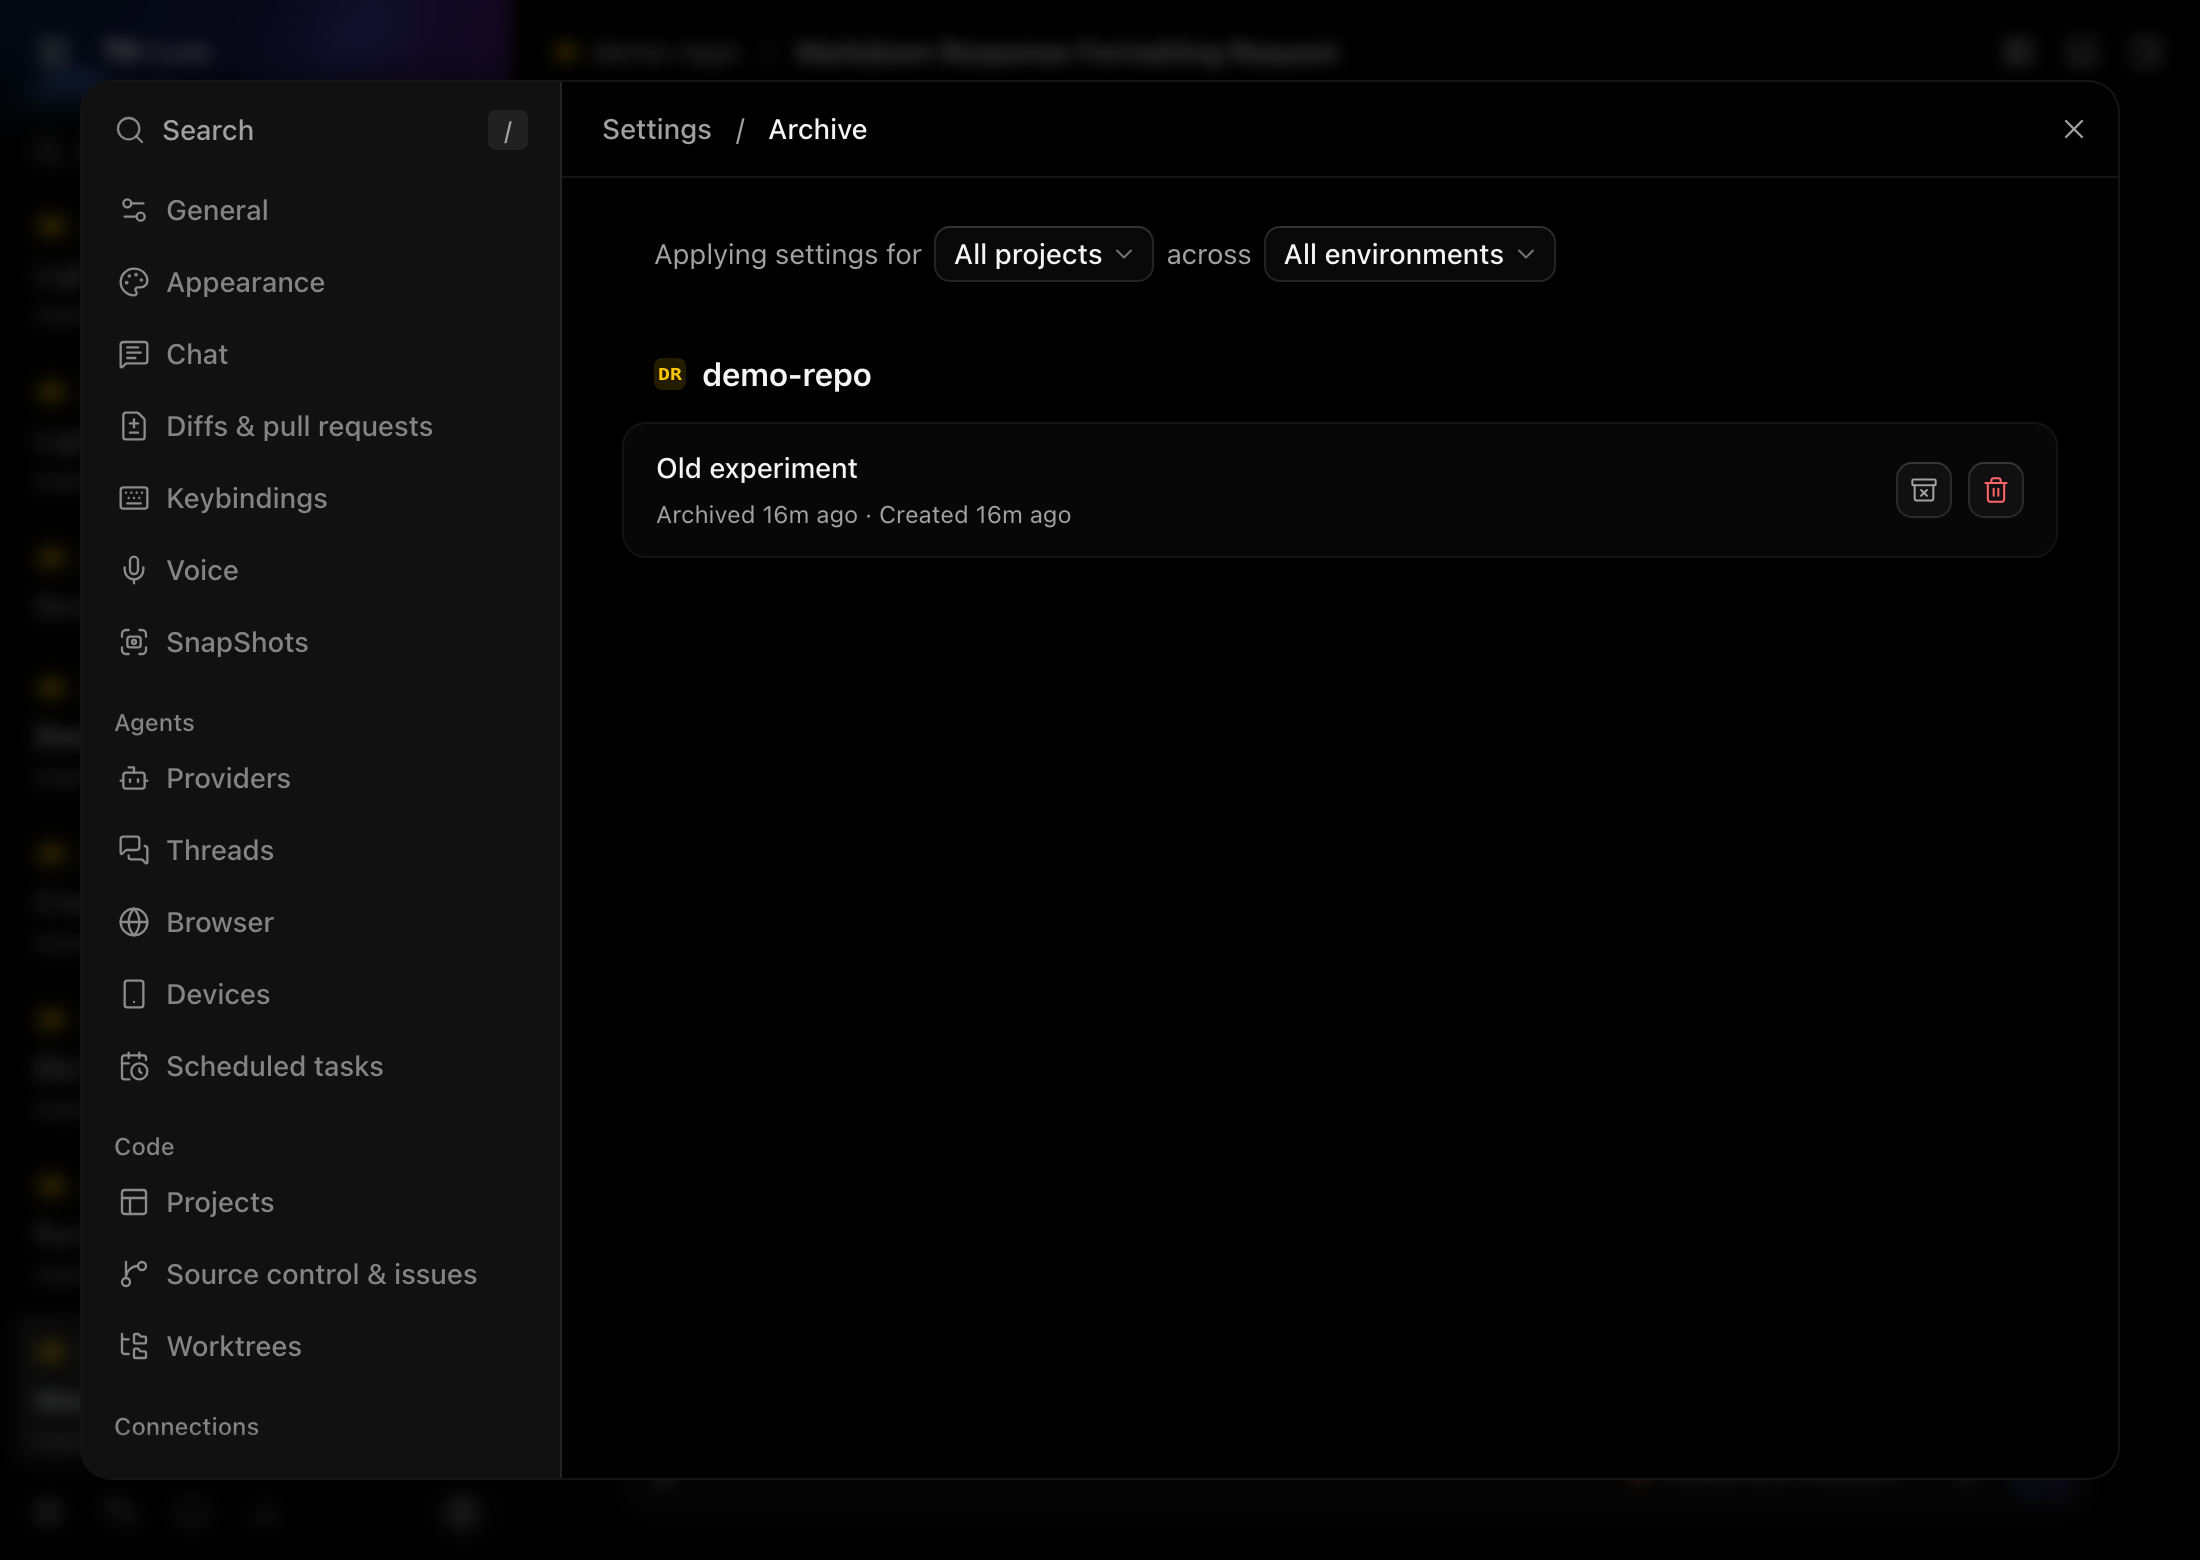 Search /
General
Appearance
Chat
Diffs & pull requests
Keybindings
Voice
SnapShots
Agents
Providers
Threads
Browser
Devices
Scheduled tasks
Code
Projects
Source control & issues
Worktrees
Connections
Settings / Archive
Applying settings for All projects across All environments
DR demo-repo
Old experiment
Archived 16m ago · Created 16m ago